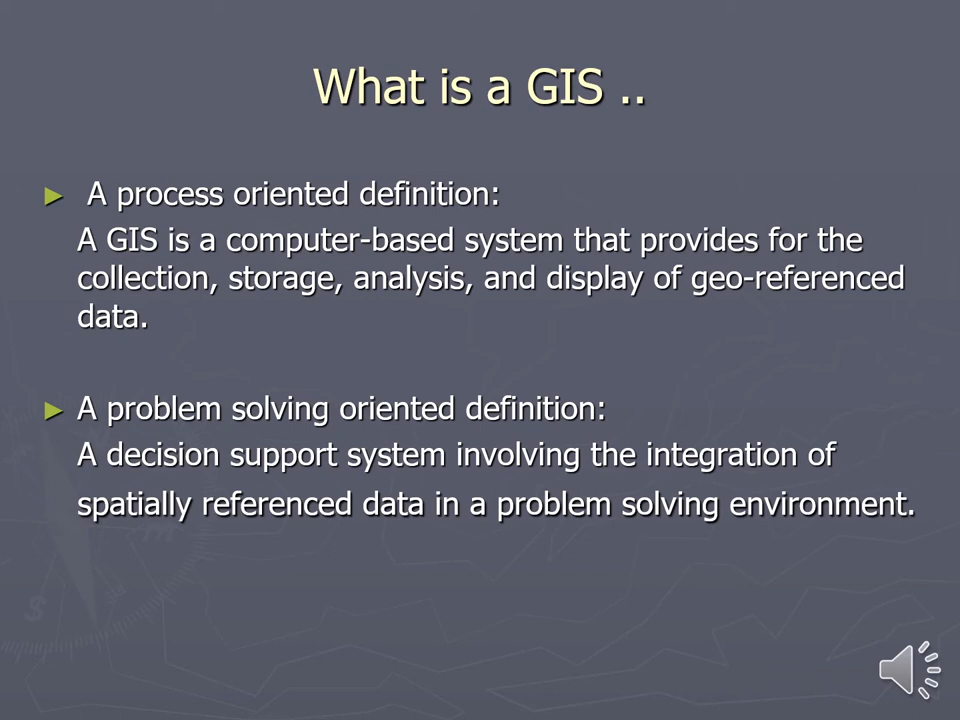 What is a GIS ..
► A process oriented definition:
A GIS is a computer-based system that provides for the
collection, storage, analysis, and display of geo-referenced
data.
► A problem solving oriented definition:
A decision support system involving the integration of
spatially referenced data in a problem solving environment.
S